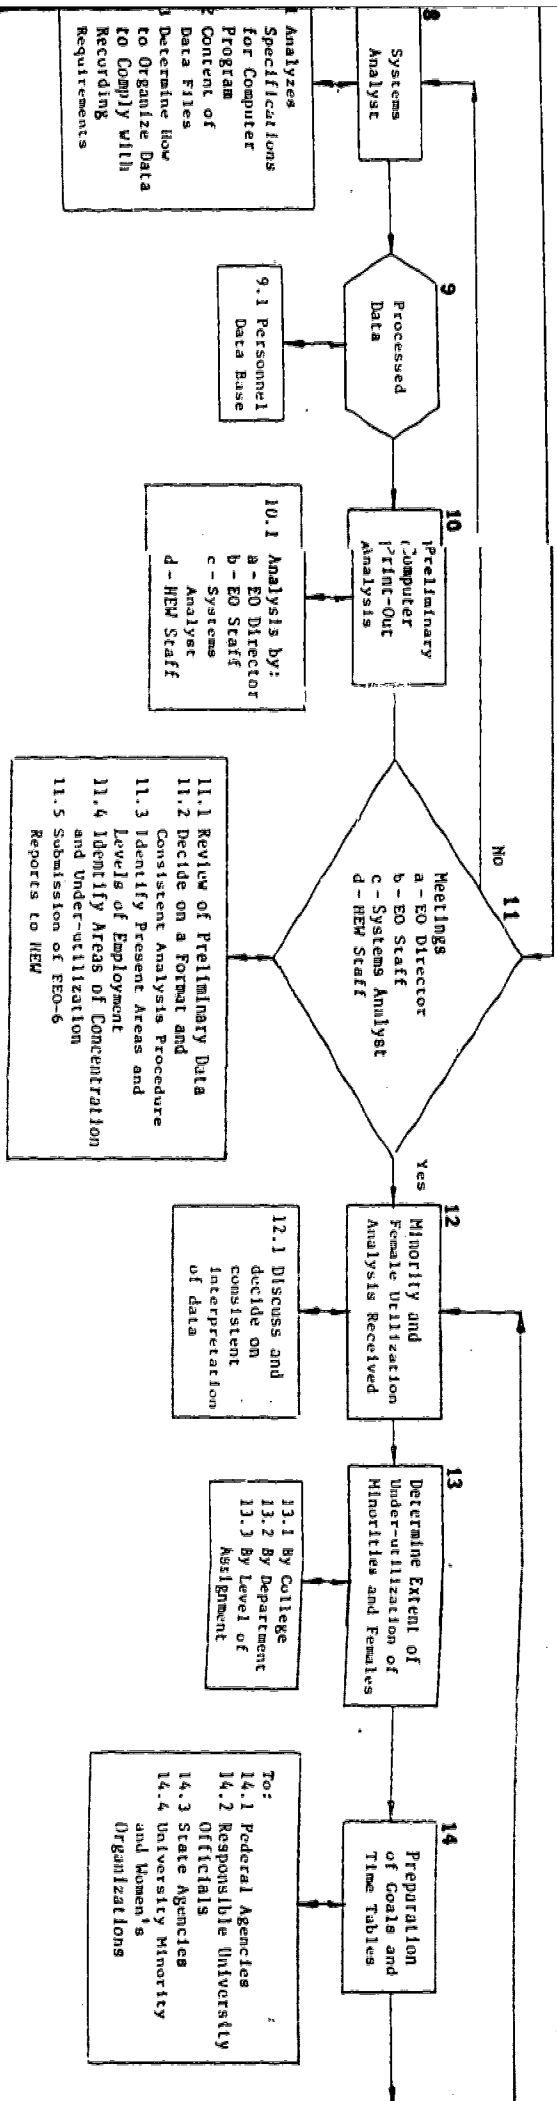 8
Systems
Analyst
1 Analyzes
Specifications
for Computer
Program
2 Content of
Data Files
3 Determine How
to Organize Data
to Comply with
Recording
Requirements
9
Processed
Data
9.1 Personnel
Data Base
10
Preliminary
Computer
Print-Out
Analysis
10.1 Analysis by:
a - EO Director
b - EO Staff
c - Systems
Analyst
d - HEW Staff
No
11
Meetings
a - EO Director
b - EO Staff
c - Systems Analyst
d - HEW Staff
11.1 Review of Preliminary Data
11.2 Decide on a Format and
Consistent Analysis Procedure
11.3 Identify Present Areas and
Levels of Employment
11.4 Identify Areas of Concentration
and Under-utilization
11.5 Submission of EEO-6
Reports to HEW
Yes
12
Minority and
Female Utilization
Analysis Received
12.1 Discuss and
decide on
consistent
interpretation
of data
13
Determine Extent of
Under-utilization of
Minorities and Females
13.1 By College
13.2 By Department
13.3 By Level of
Assignment
14
Preparation
of Goals and
Time Tables
To:
14.1 Federal Agencies
14.2 Responsible University
Officials
14.3 State Agencies
14.4 University Minority
and Women's
Organizations